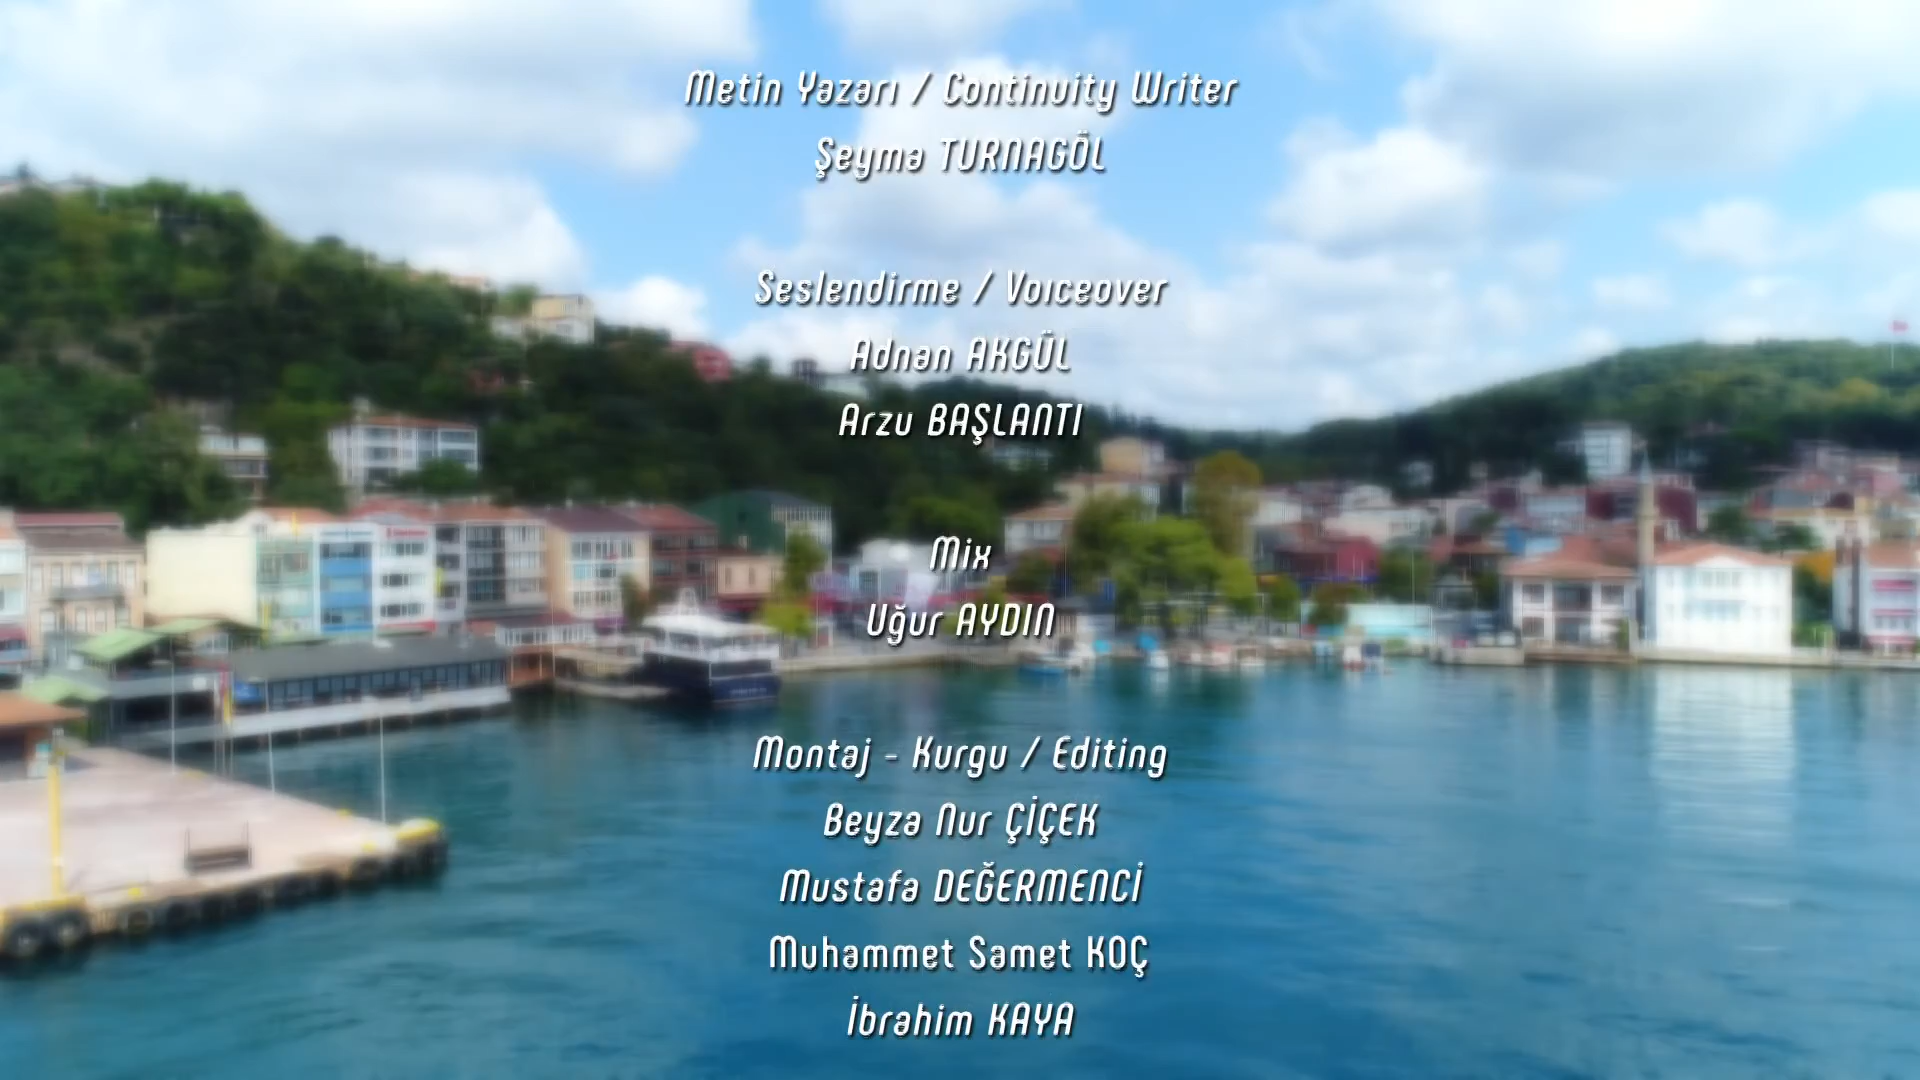 Metin Yazarı / Continuity Writer
Şeyma TURNAGÖL
Seslendirme / Voıceover
Adnan AKGÜL
Arzu BAŞLANTI
Mix
Uğur AYDIN
Montaj - Kurgu / Editing
Beyza Nur ÇİÇEK
Mustafa DEĞERMENCİ
Muhammet Samet KOÇ
İbrahim KAYA